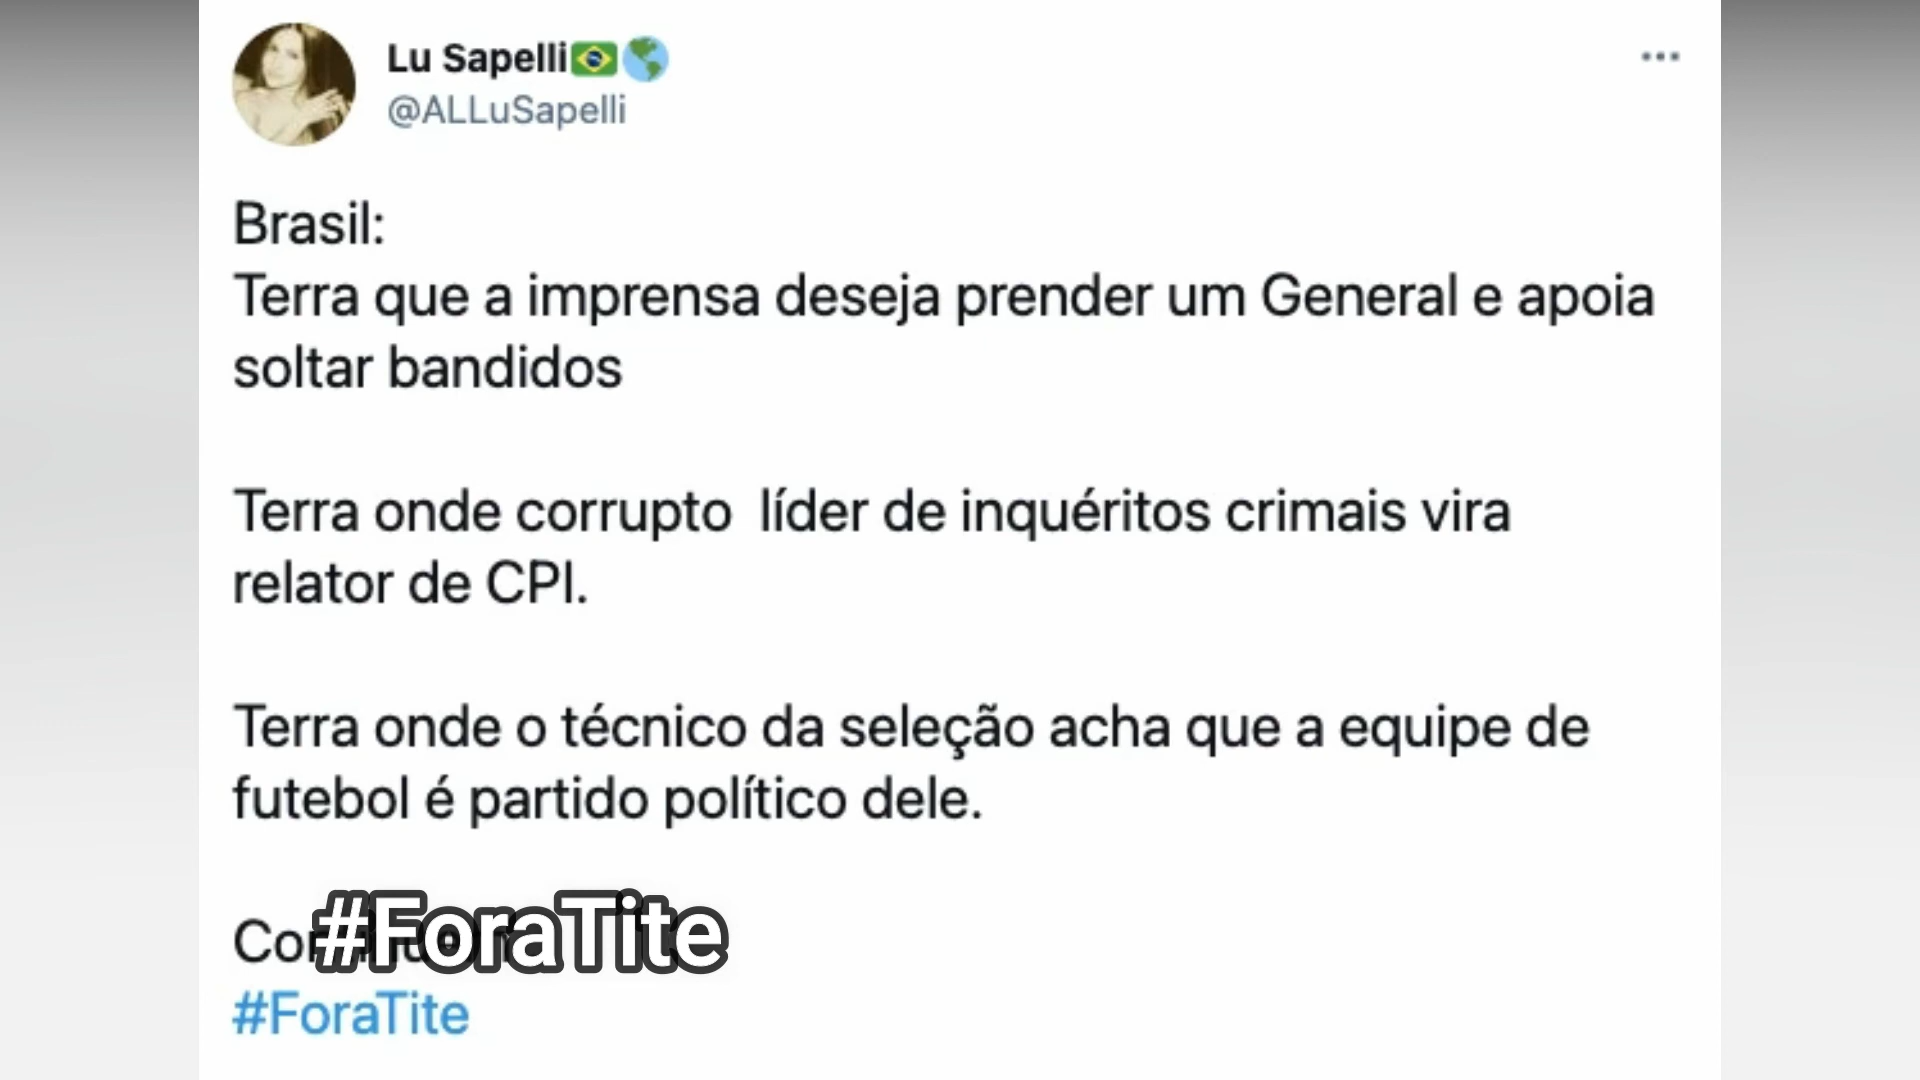 Lu Sapelli
@ALLuSapelli
Brasil:
Terra que a imprensa deseja prender um General e apoia
soltar bandidos
Terra onde corrupto líder de inquéritos crimais vira
relator de CPI.
Terra onde o técnico da seleção acha que a equipe de
futebol é partido político dele.
#ForaTite
#ForaTite